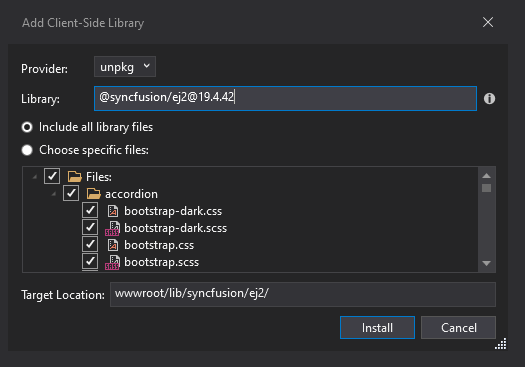 Add Client-Side Library
Provider: unpkg
Library: @syncfusion/ej2@19.4.42
Include all library files
Choose specific files:
Files:
accordion
bootstrap-dark.css
bootstrap-dark.scss
bootstrap.css
bootstrap.scss
Target Location: wwwroot/lib/syncfusion/ej2/
Install Cancel